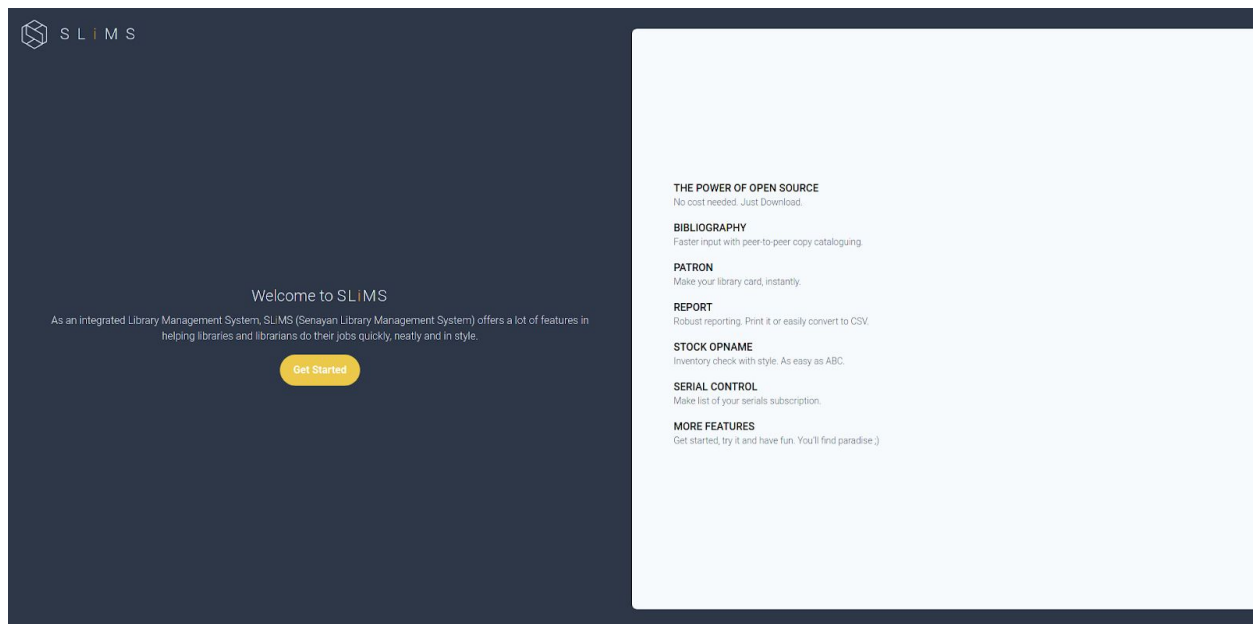 SLiMS
Welcome to SLiMS
As an integrated Library Management System, SLiMS (Senayan Library Management System) offers a lot of features in
helping libraries and librarians do their jobs quickly, neatly and in style.
Get Started
THE POWER OF OPEN SOURCE
No cost needed. Just Download.
BIBLIOGRAPHY
Faster input with peer-to-peer copy cataloguing.
PATRON
Make your library card, instantly.
REPORT
Robust reporting. Print it or easily convert to CSV.
STOCK OPNAME
Inventory check with style. As easy as ABC.
SERIAL CONTROL
Make list of your serials subscription.
MORE FEATURES
Get started, try it and have fun. You'll find paradise ;)